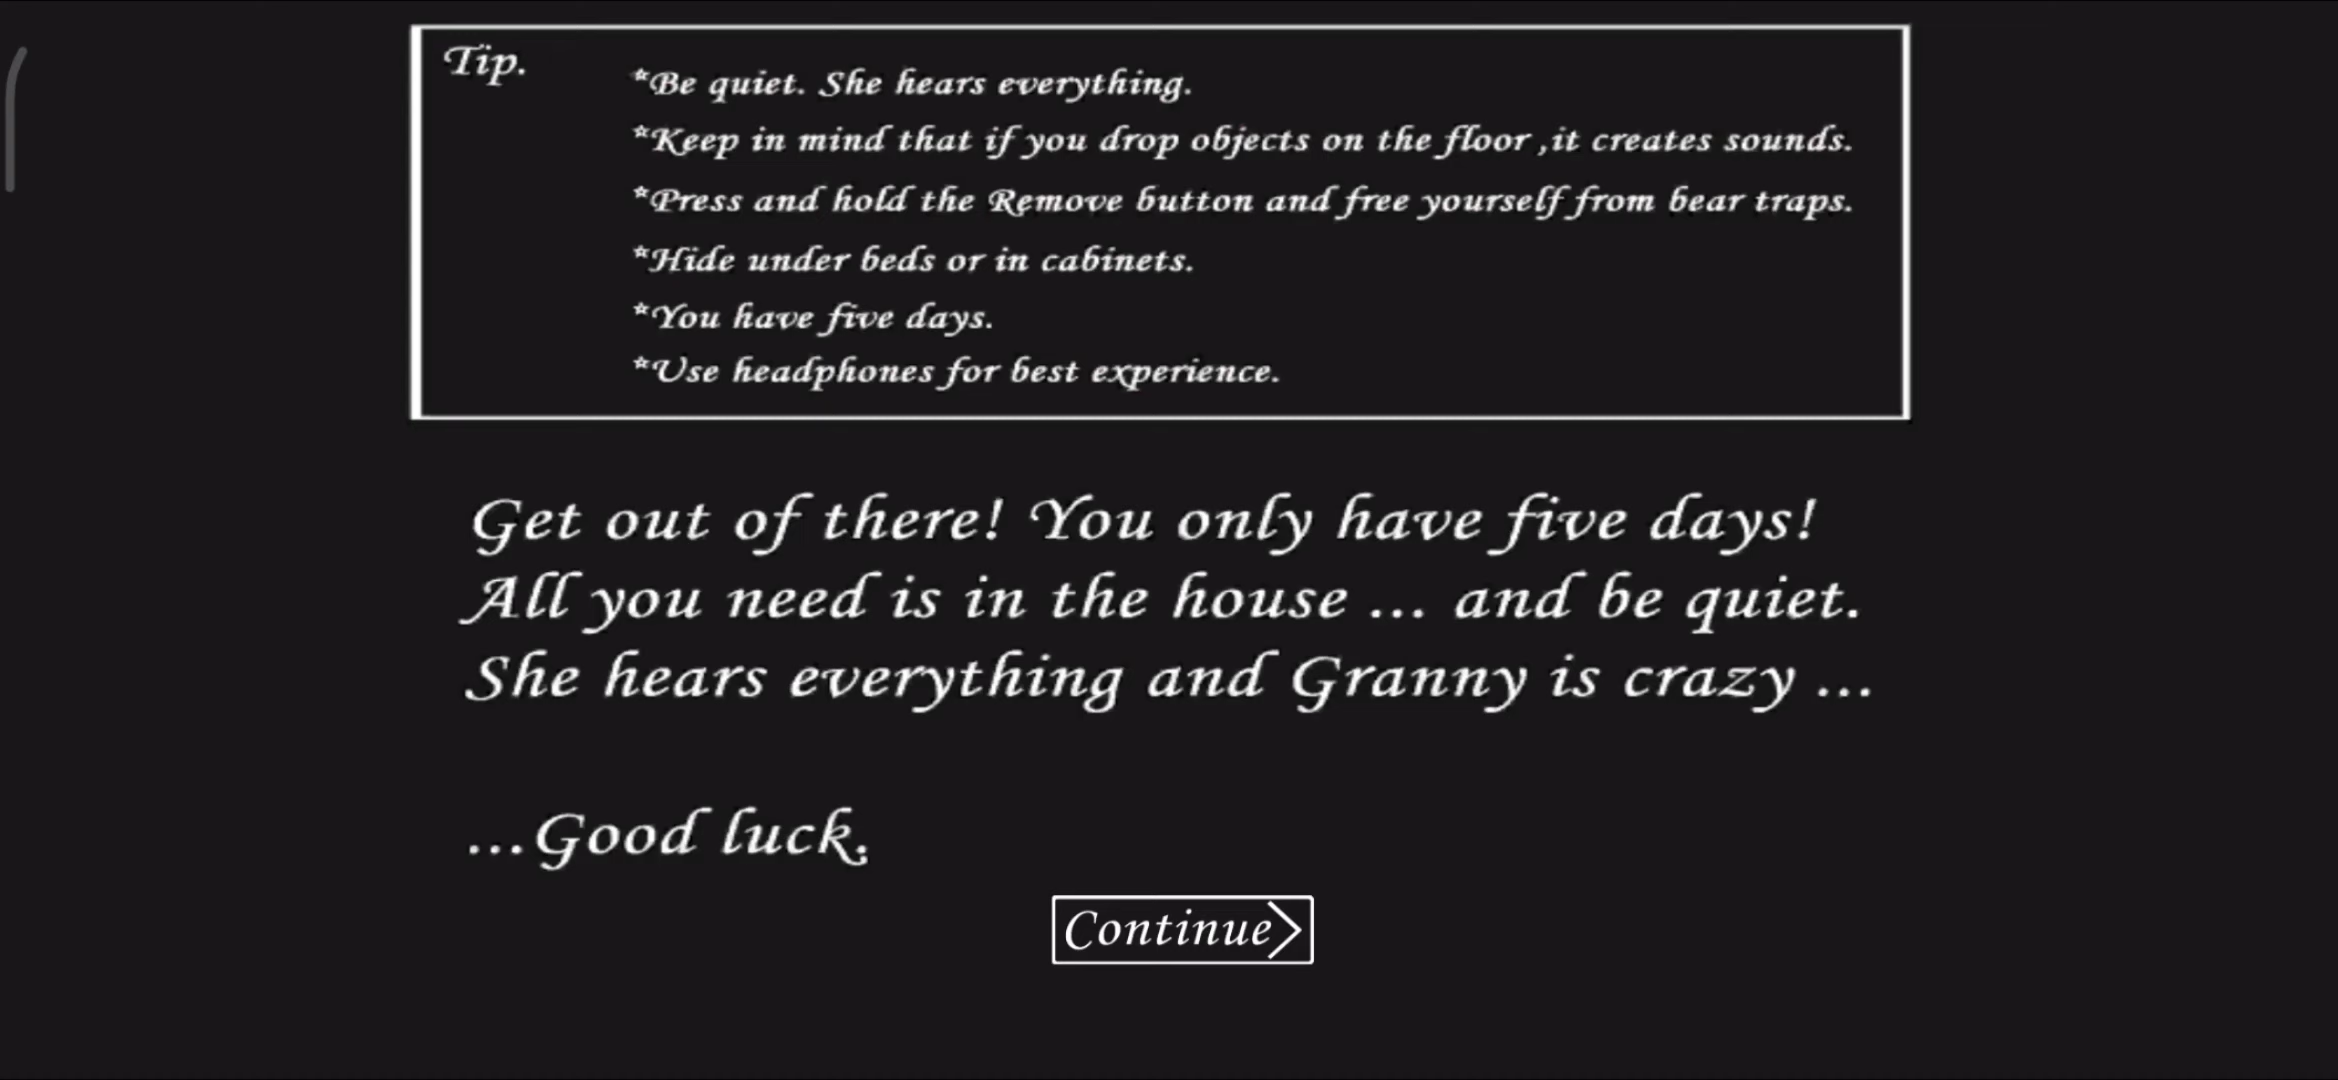 Tip.
*Be quiet. She hears everything.
*Keep in mind that if you drop objects on the floor ,it creates sounds.
*Press and hold the Remove button and free yourself from bear traps.
*Hide under beds or in cabinets.
*You have five days.
*Use headphones for best experience.
Get out of there! You only have five days!
All you need is in the house ... and be quiet.
She hears everything and Granny is crazy ...
...Good luck.
Continue